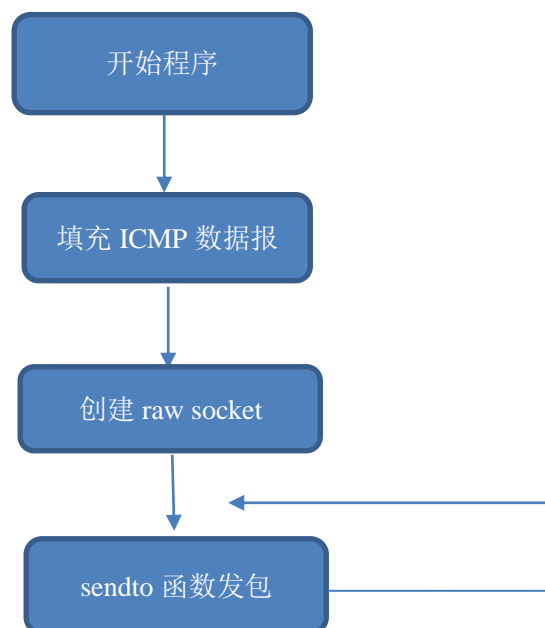 开始程序
填充 ICMP 数据报
创建 raw socket
sendto 函数发包